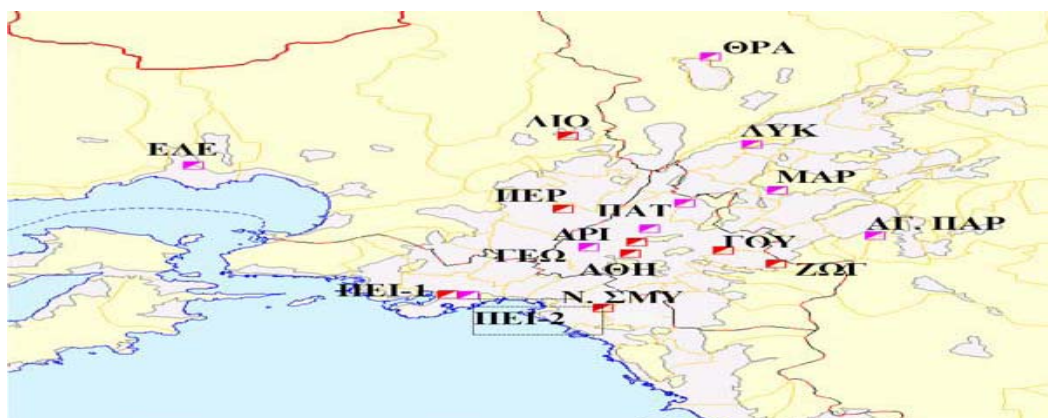 ΘΡΑ
ΛΙΟ
ΛΥΚ
ΕΛΕ
ΜΑΡ
ΠΕΡ
ΠΑΤ
ΑΓ. ΠΑΡ
ΑΡΙ
ΓΟΥ
ΓΕΩ
ΑΘΗ
ΖΩΓ
ΠΕΙ-1
Ν. ΣΜΥ
ΠΕΙ-2